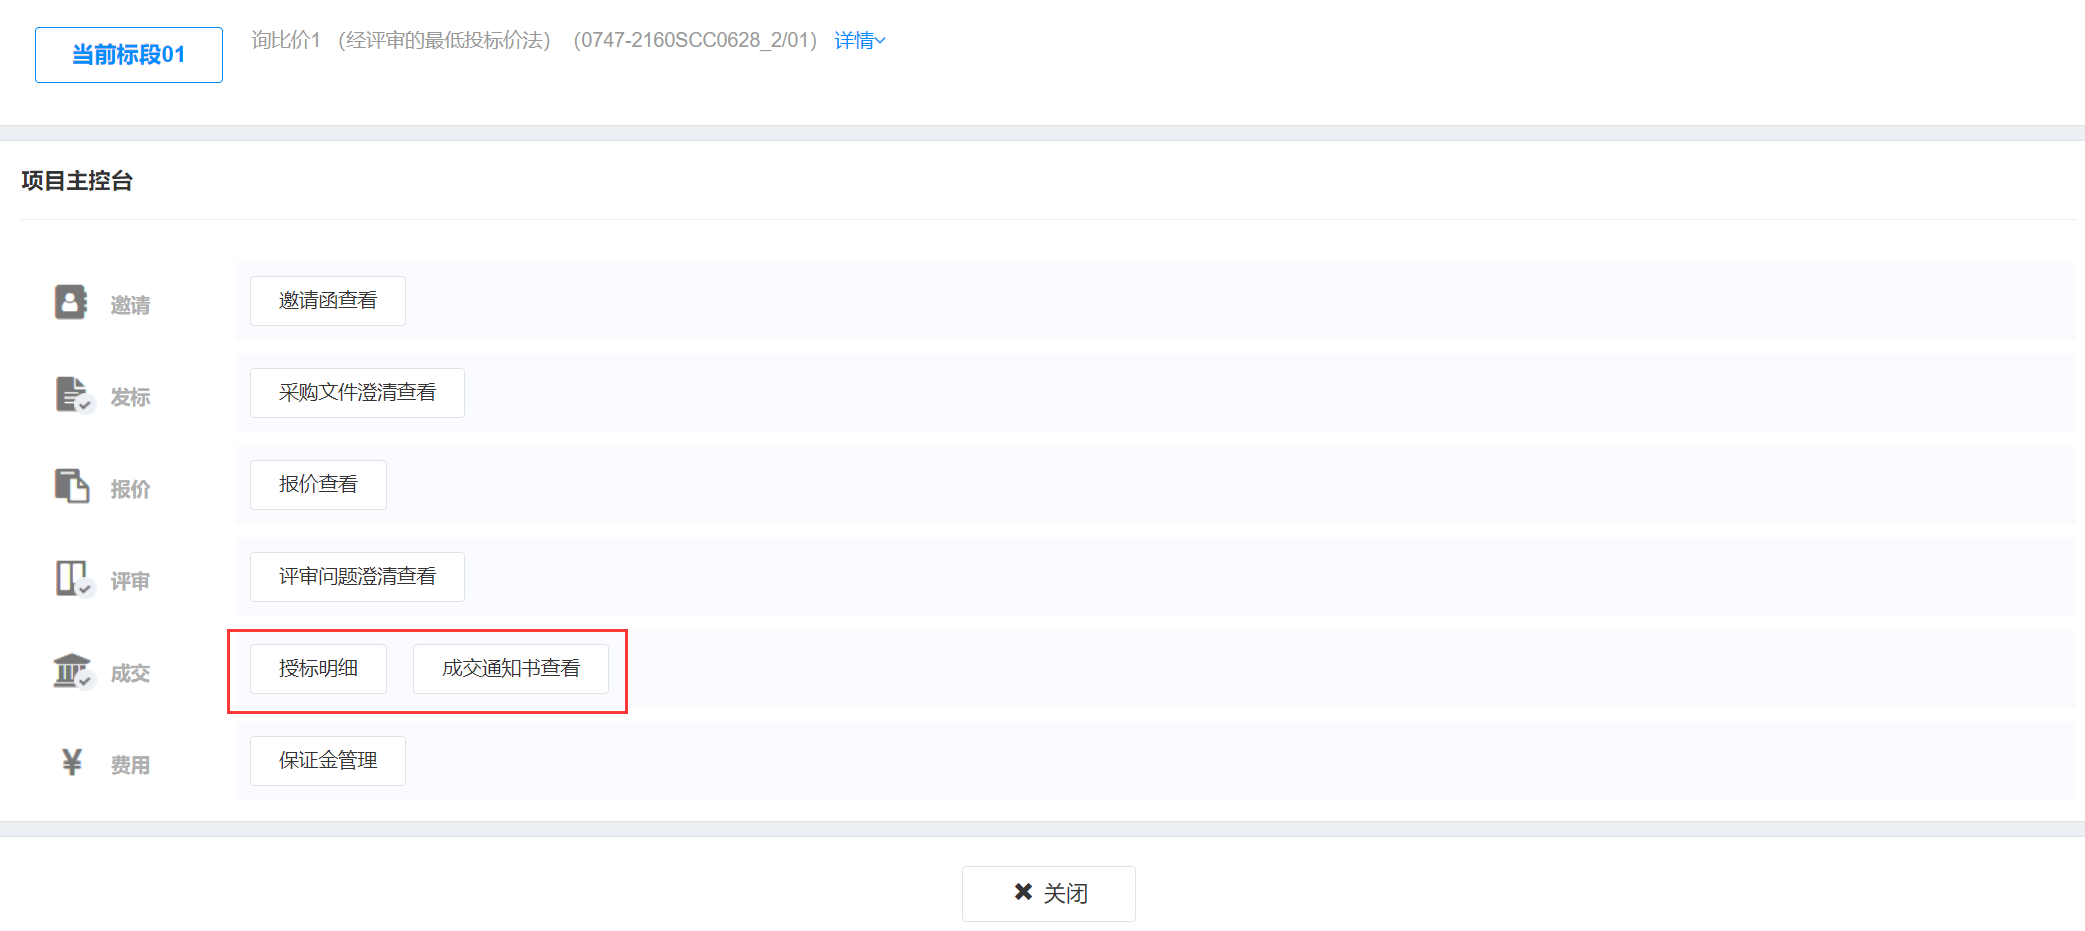 当前标段01 询比价1 （经评审的最低投标价法） （0747-2160SCC0628_2/01） 详情
项目主控台
邀请 邀请函查看
发标 采购文件澄清查看
报价 报价查看
评审 评审问题澄清查看
成交 授标明细 成交通知书查看
¥ 费用 保证金管理
✖ 关闭